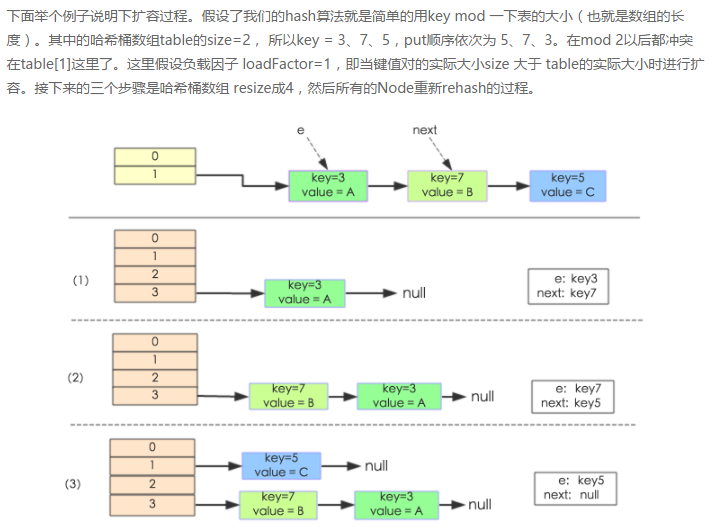 下面举个例子说明下扩容过程。假设了我们的hash算法就是简单的用key mod 一下表的大小（也就是数组的长
度）。其中的哈希桶数组table的size=2， 所以key = 3、7、5，put顺序依次为 5、7、3。在mod 2以后都冲突
在table[1]这里了。这里假设负载因子 loadFactor=1，即当键值对的实际大小size 大于 table的实际大小时进行扩
容。接下来的三个步骤是哈希桶数组 resize成4，然后所有的Node重新rehash的过程。
e next
0
1
key=3
value = A
key=7
value = B
key=5
value = C
(1)
0
1
2
3
key=3
value = A
null
e: key3
next: key7
(2)
0
1
2
3
key=7
value = B
key=3
value = A
null
e: key7
next: key5
(3)
0
1
2
3
key=5
value = C
null
key=7
value = B
key=3
value = A
null
e: key5
next: null